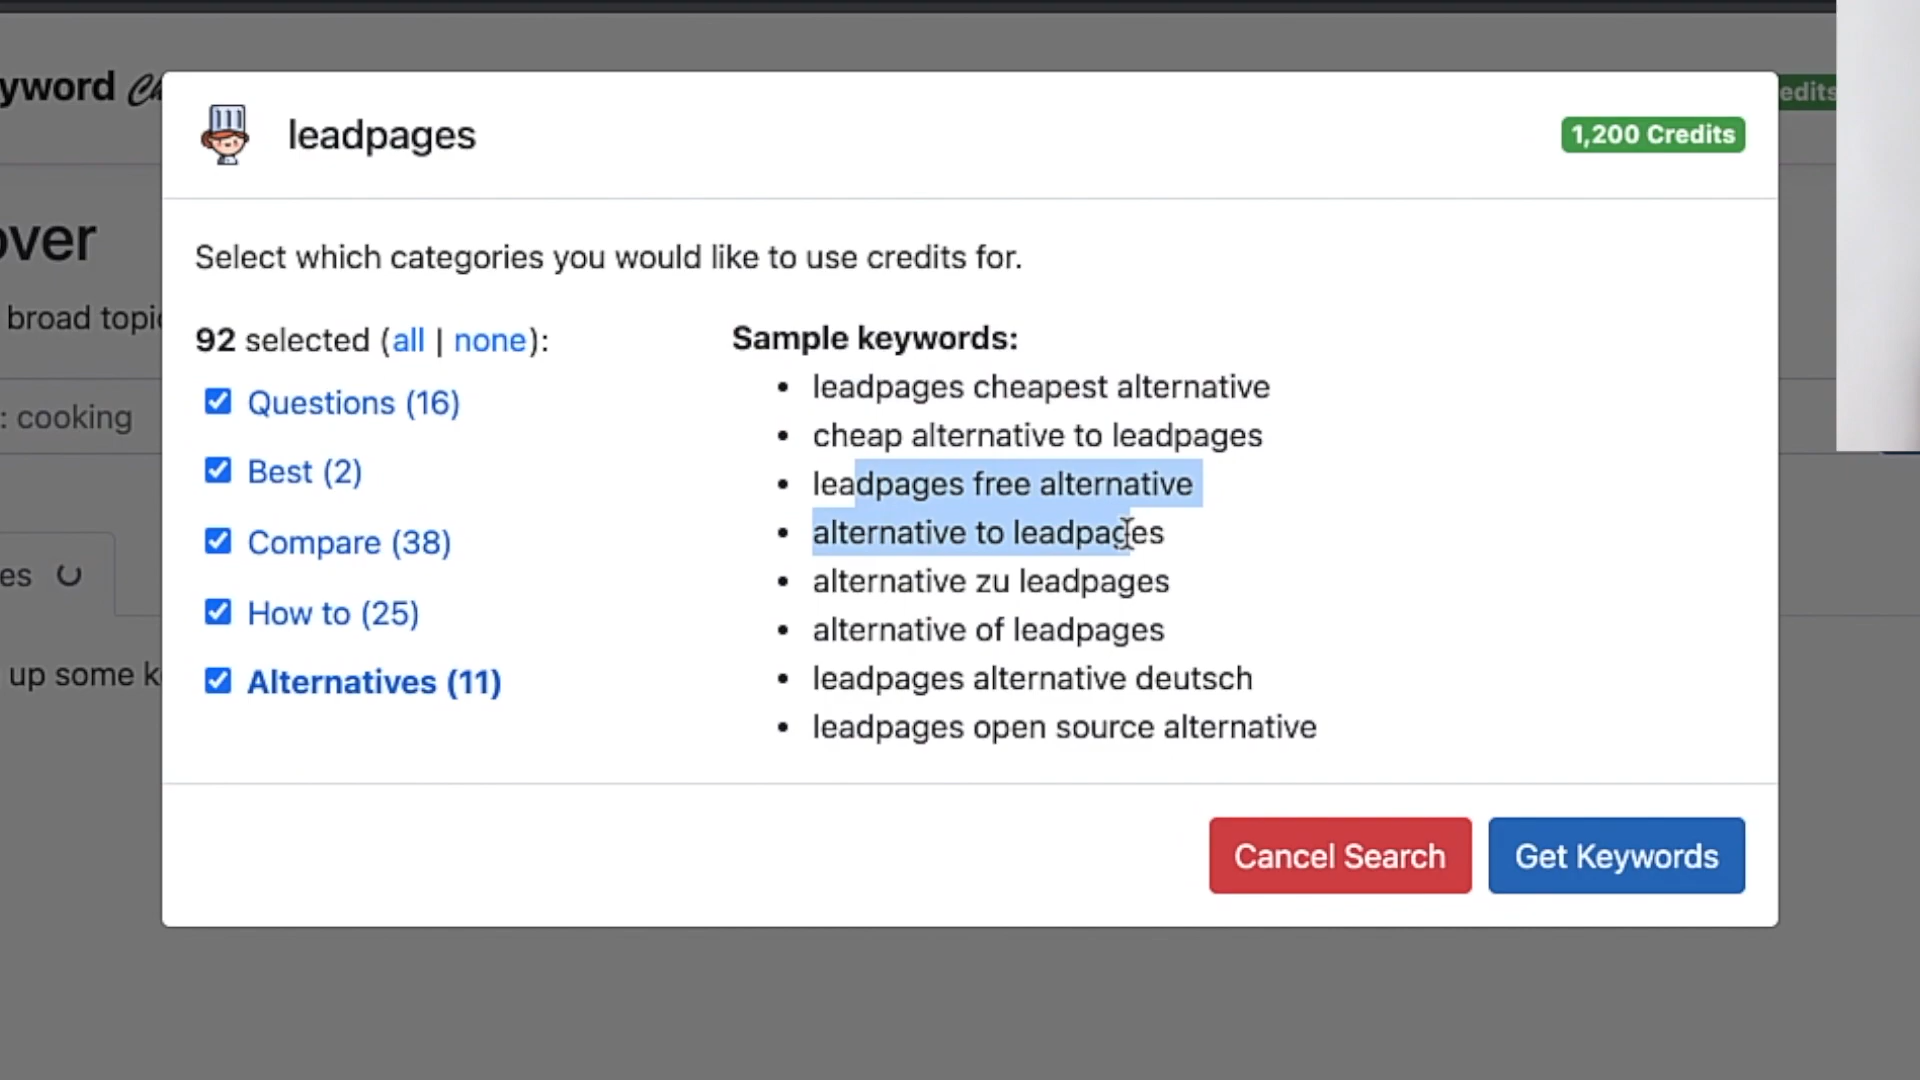 yword Ch
leadpages
1,200 Credits
edits
over
Select which categories you would like to use credits for.
broad topic
92 selected (all | none):
Sample keywords:
Questions (16)
leadpages cheapest alternative
: cooking
cheap alternative to leadpages
Best (2)
leadpages free alternative
Compare (38)
alternative to leadpages
es
alternative zu leadpages
How to (25)
alternative of leadpages
up some k
Alternatives (11)
leadpages alternative deutsch
leadpages open source alternative
Cancel Search
Get Keywords